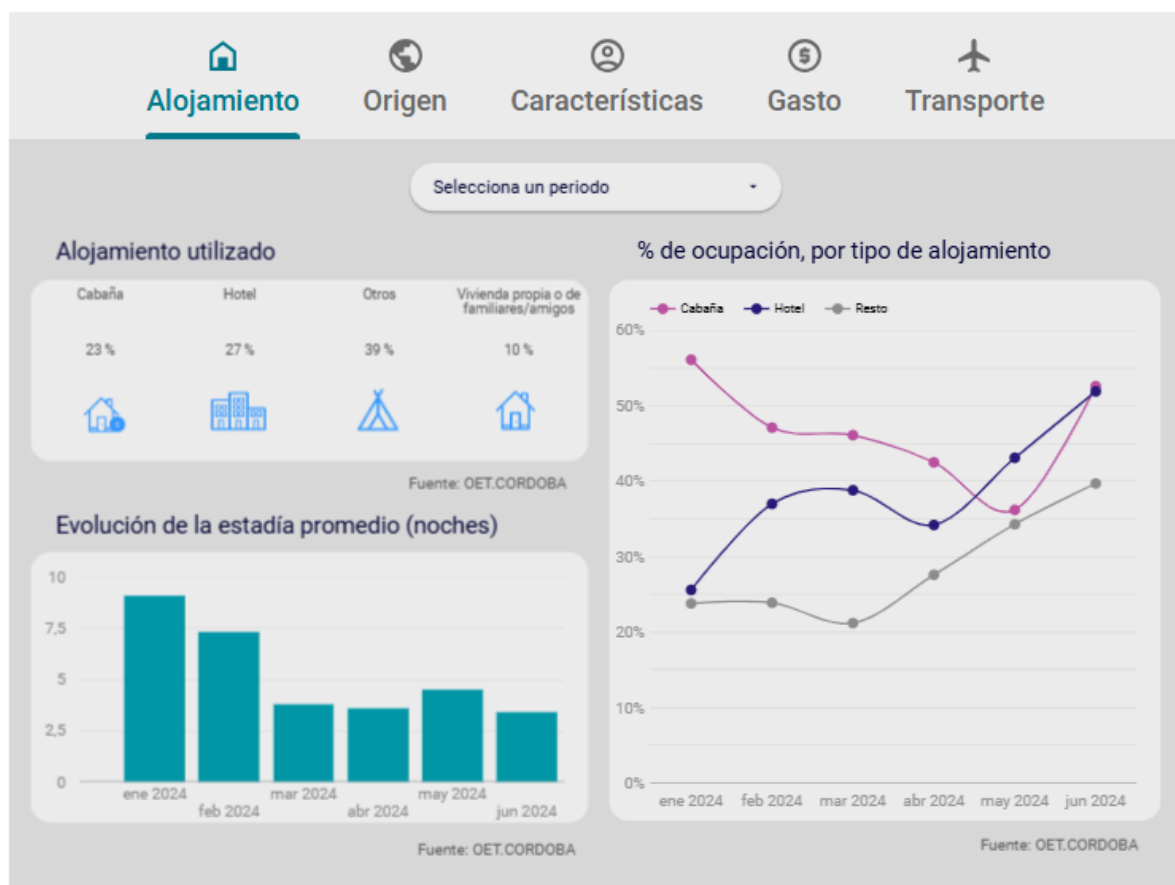 Alojamiento
Origen
Características
Gasto
Transporte
Selecciona un periodo
Alojamiento utilizado
Cabaña
Hotel
Otros
Vivienda propia o de
familiares/amigos
23 %
27 %
39 %
10 %
Fuente: OET.CORDOBA
Evolución de la estadía promedio (noches)
10
7,5
5
2,5
0
ene 2024
feb 2024
mar 2024
abr 2024
may 2024
jun 2024
Fuente: OET.CORDOBA
% de ocupación, por tipo de alojamiento
Cabaña
Hotel
Resto
60%
50%
40%
30%
20%
10%
0%
ene 2024
feb 2024
mar 2024
abr 2024
may 2024
jun 2024
Fuente: OET.CORDOBA